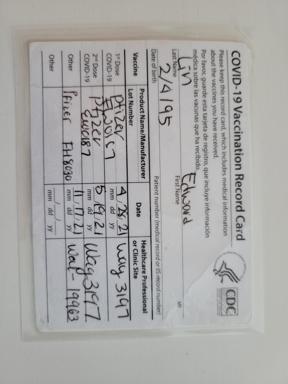 COVID-19 Vaccination Record Card
Please keep this record card, which includes medical information
about the vaccines you have received.
Por favor, guarde esta tarjeta de registro, que incluye información
médica sobre las vacunas que ha recibido.
CDC
Lin Edward
Last Name First Name MI
2/4/95
Date of birth Patient number (medical record or IIS record number)
Vaccine Product Name/Manufacturer Date Healthcare Professional
Lot Number or Clinic Site
1st Dose Pfizer 4 28 21 Wag 3197
COVID-19 mm dd yy
2nd Dose Pfizer 5 19 21 Wag 3197
COVID-19 mm dd yy
Other Pfizer FH8030 11 17 21 Wag-19963
mm dd yy
Other mm dd yy